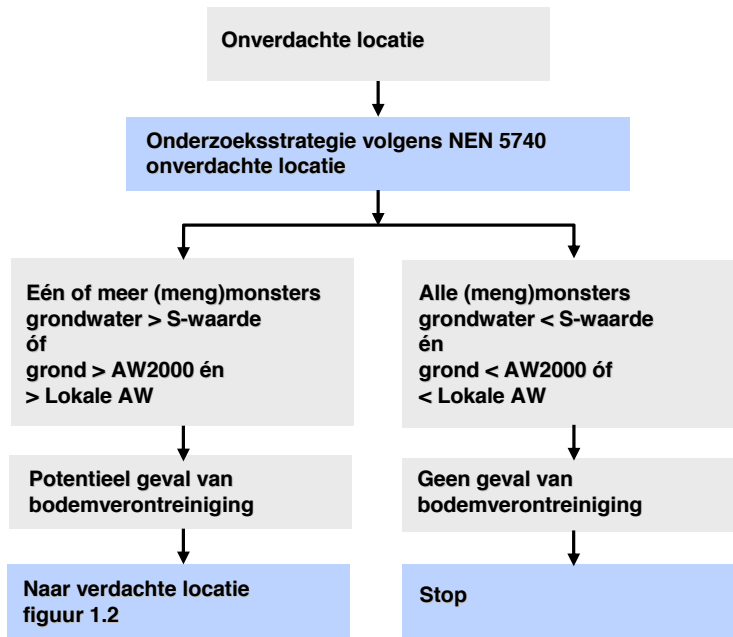 Onverdachte locatie
Onderzoeksstrategie volgens NEN 5740
onverdachte locatie
Eén of meer (meng)monsters
grondwater > S-waarde
óf
grond > AW2000 én
> Lokale AW
Alle (meng)monsters
grondwater < S-waarde
én
grond < AW2000 óf
< Lokale AW
Potentieel geval van
bodemverontreiniging
Geen geval van
bodemverontreiniging
Naar verdachte locatie
figuur 1.2
Stop